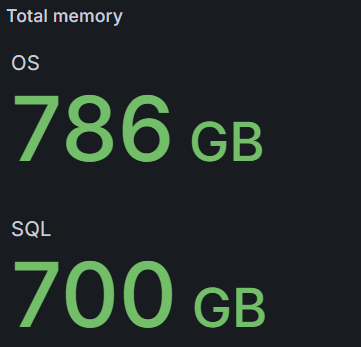 Total memory
OS
786 GB
SQL
700 GB